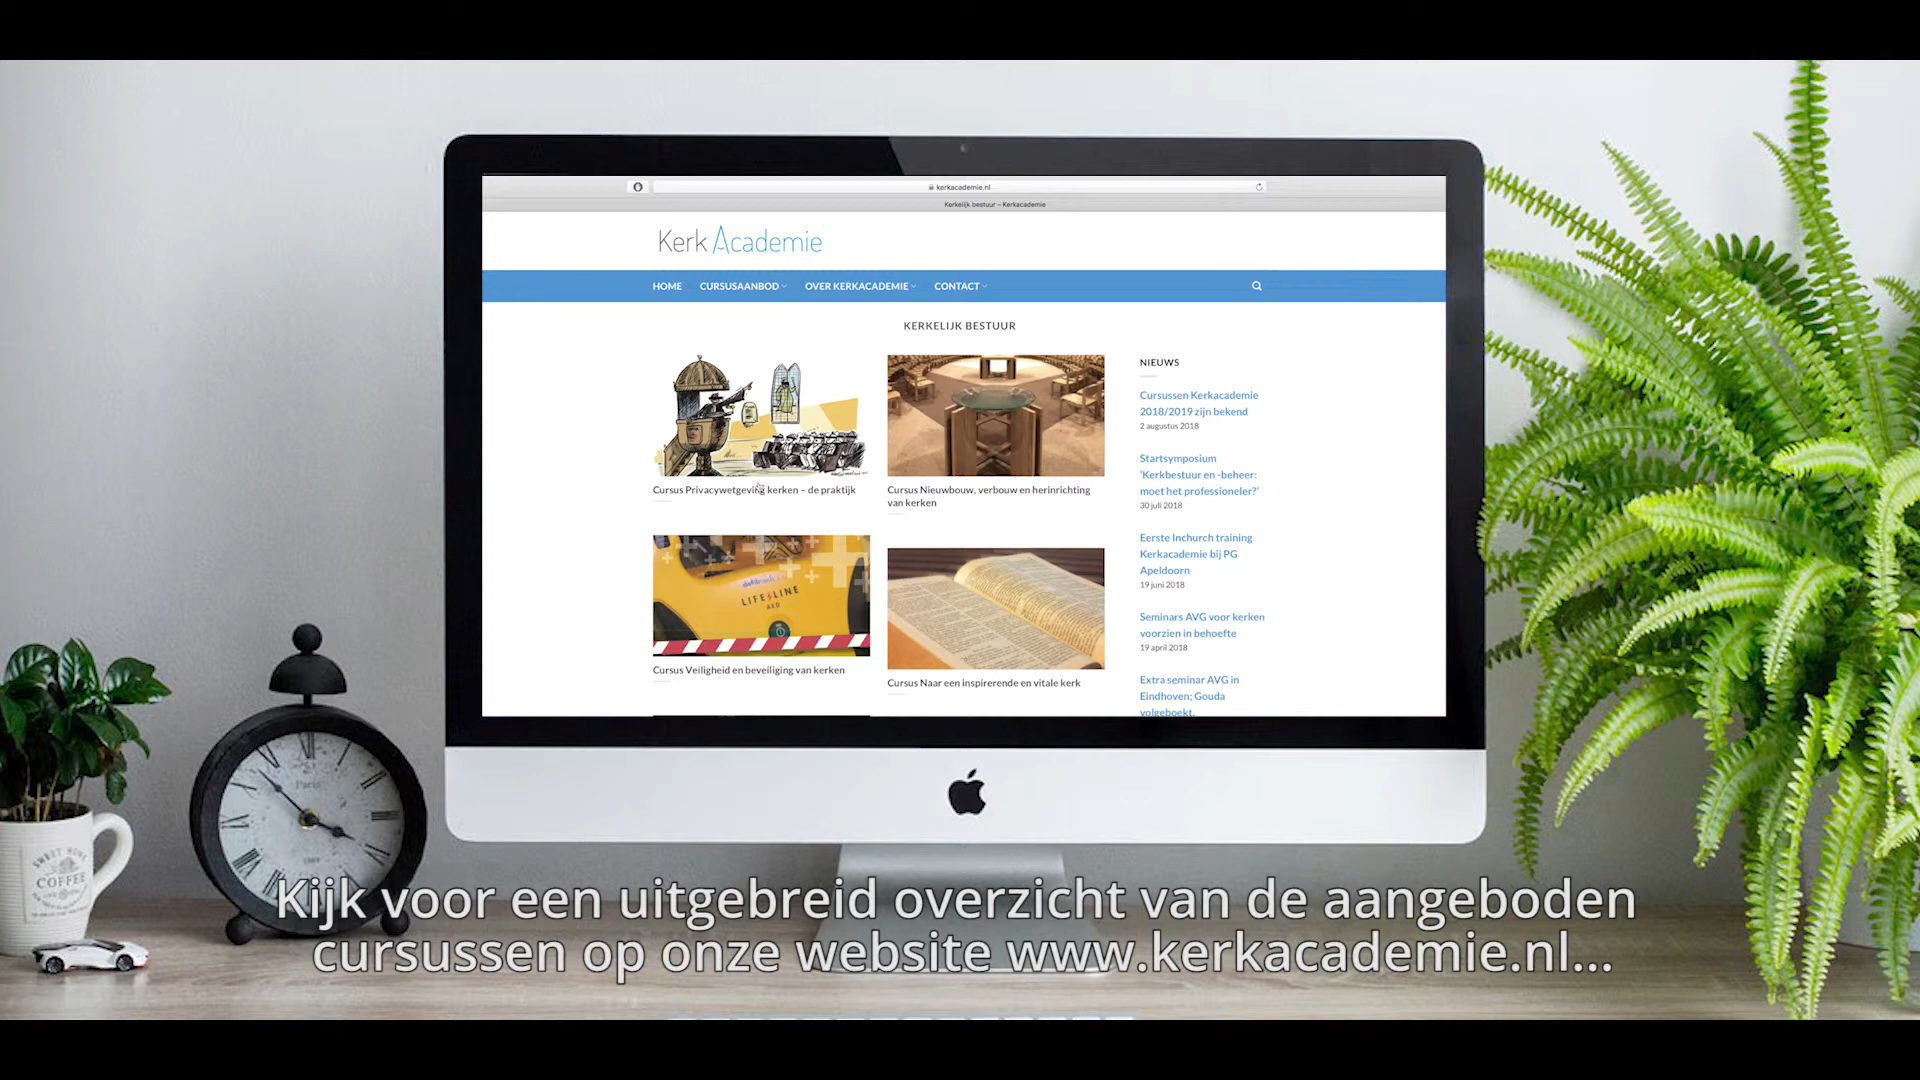 kerkacademie.nl
Kerkelijk bestuur – Kerkacademie
Kerk Academie
HOME CURSUSAANBOD OVER KERKACADEMIE CONTACT
KERKELIJK BESTUUR
Cursus Privacywetgeving kerken – de praktijk
Cursus Nieuwbouw, verbouw en herinrichting
van kerken
LIFELINE
AED
Cursus Veiligheid en beveiliging van kerken
Cursus Naar een inspirerende en vitale kerk
NIEUWS
Cursussen Kerkacademie
2018/2019 zijn bekend
2 augustus 2018
Startsymposium
'Kerkbestuur en -beheer:
moet het professioneler?'
30 juli 2018
Eerste Inchurch training
Kerkacademie bij PG
Apeldoorn
19 juni 2018
Seminars AVG voor kerken
voorzien in behoefte
19 april 2018
Extra seminar AVG in
Eindhoven; Gouda
volgeboekt.
Paris
SWEET HOME
COFFEE
Kijk voor een uitgebreid overzicht van de aangeboden
cursussen op onze website www.kerkacademie.nl...